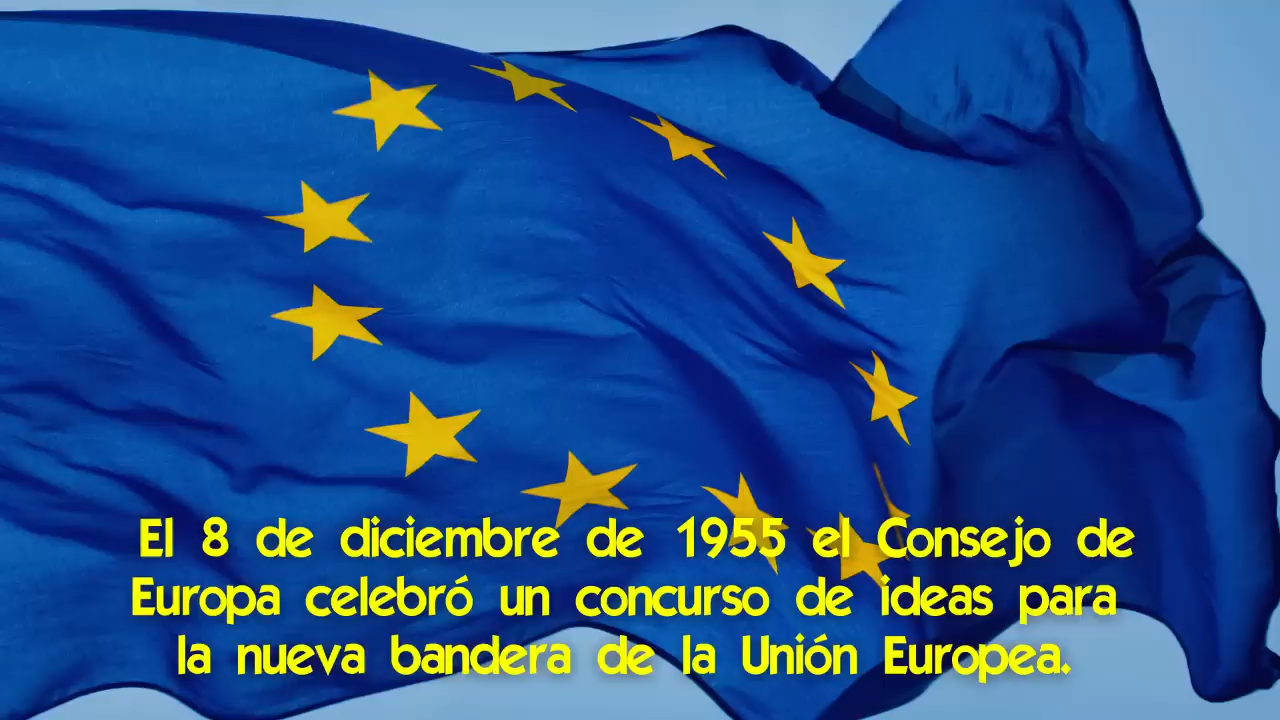 El 8 de diciembre de 1955 el Consejo de
Europa celebró un concurso de ideas para
la nueva bandera de la Unión Europea.